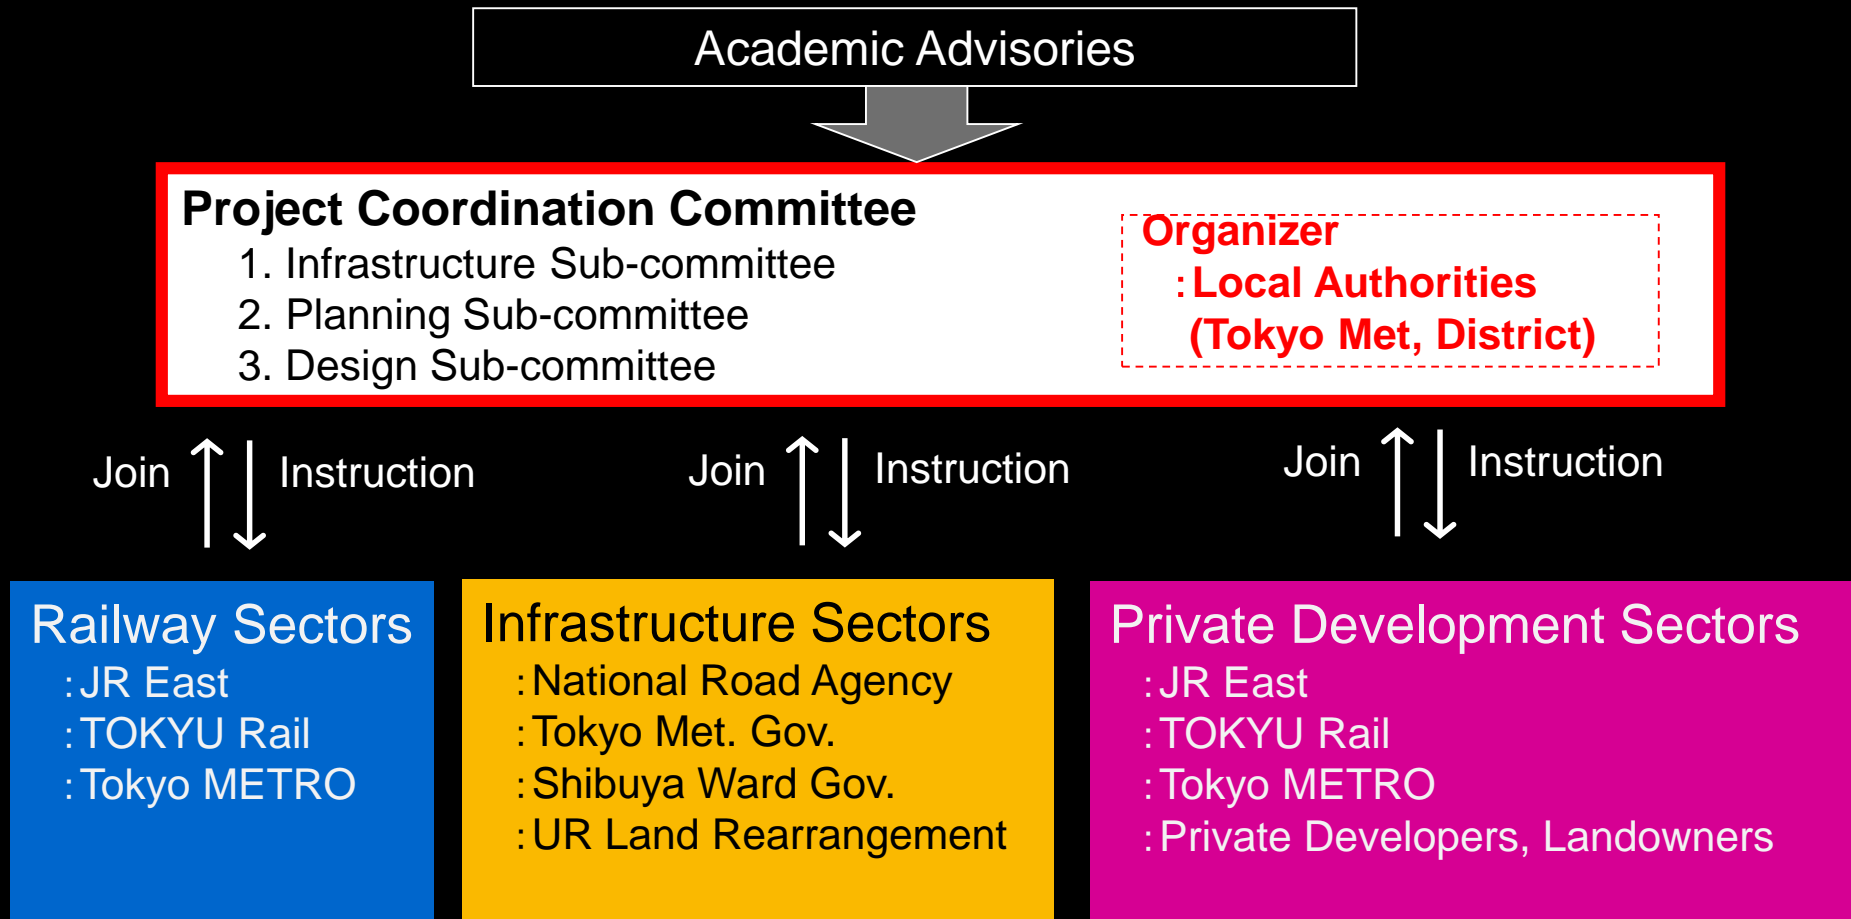 Academic Advisories
Project Coordination Committee
1. Infrastructure Sub-committee
2. Planning Sub-committee
3. Design Sub-committee
Organizer
:Local Authorities
(Tokyo Met, District)
Join
Instruction
Join
Instruction
Join
Instruction
Railway Sectors
:JR East
:TOKYU Rail
:Tokyo METRO
Infrastructure Sectors
:National Road Agency
:Tokyo Met. Gov.
:Shibuya Ward Gov.
:UR Land Rearrangement
Private Development Sectors
:JR East
:TOKYU Rail
:Tokyo METRO
:Private Developers, Landowners